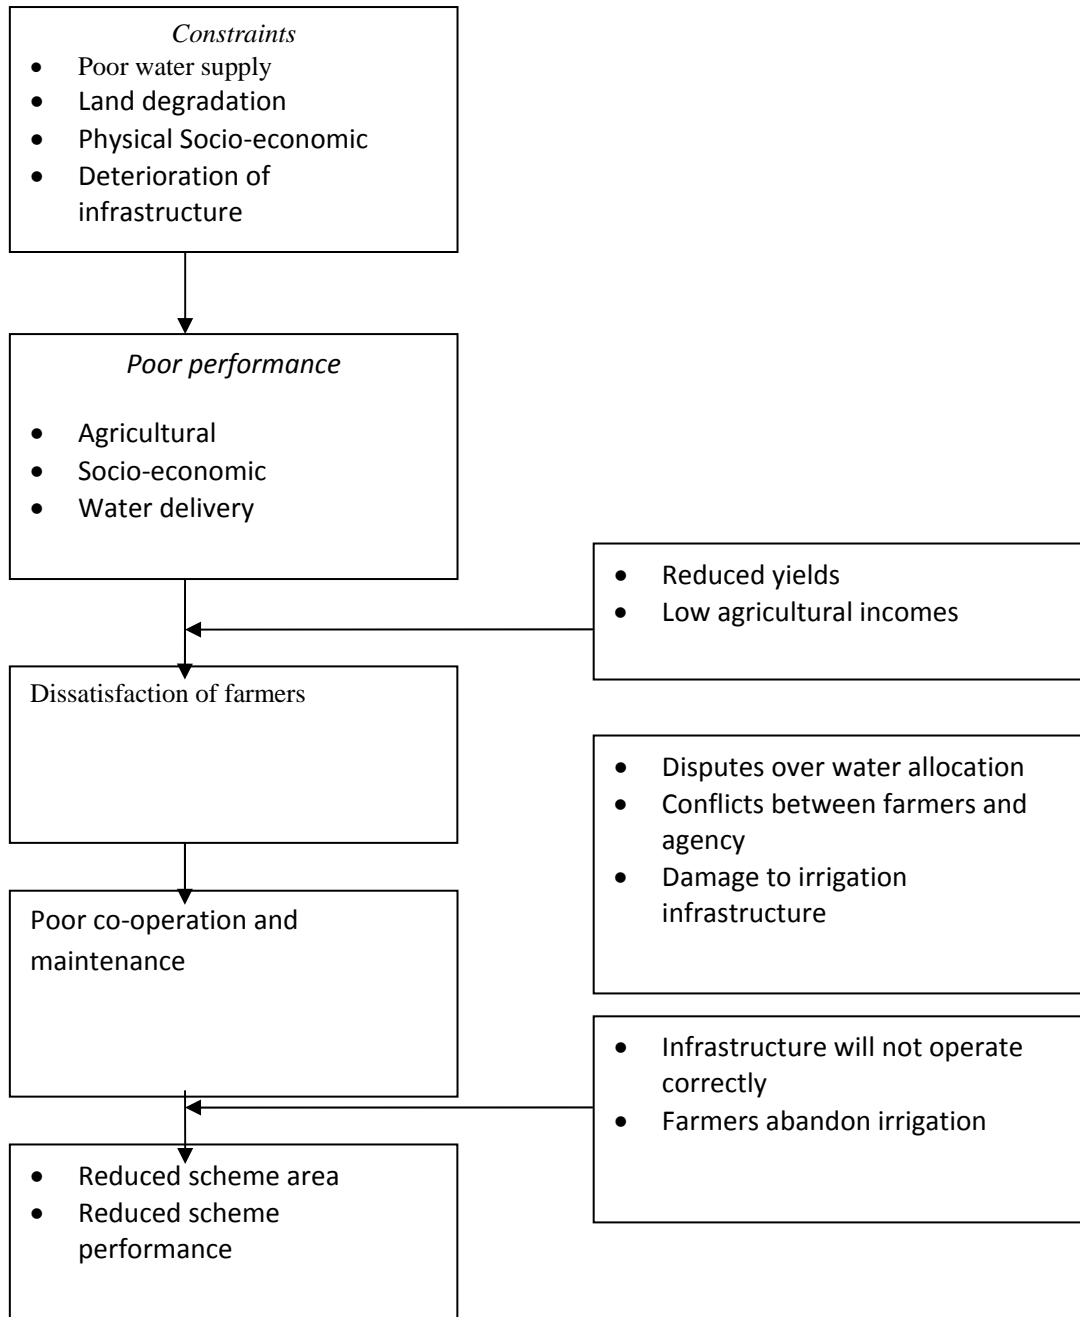 Constraints
• Poor water supply
• Land degradation
• Physical Socio-economic
• Deterioration of
infrastructure
Poor performance
• Agricultural
• Socio-economic
• Water delivery
• Reduced yields
• Low agricultural incomes
Dissatisfaction of farmers
• Disputes over water allocation
• Conflicts between farmers and
agency
• Damage to irrigation
infrastructure
Poor co-operation and
maintenance
• Infrastructure will not operate
correctly
• Farmers abandon irrigation
• Reduced scheme area
• Reduced scheme
performance